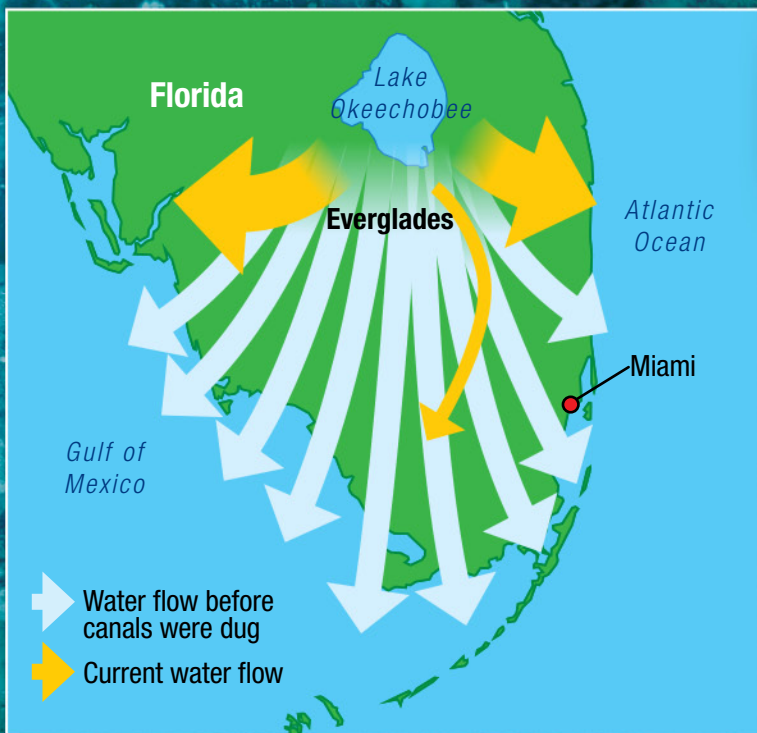 Lake
Okeechobee
Florida
Everglades
Atlantic
Ocean
Miami
Gulf of
Mexico
Water flow before
canals were dug
Current water flow